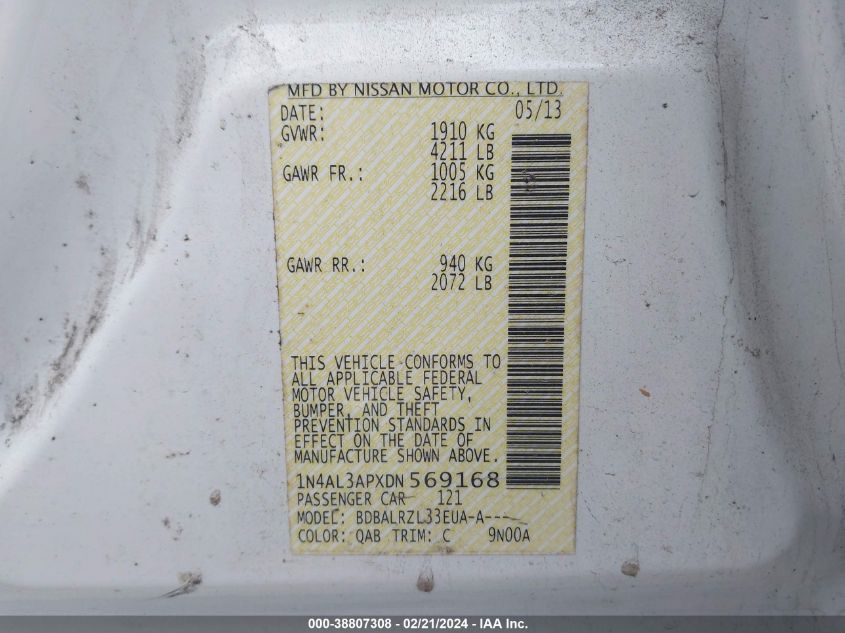 MFD BY NISSAN MOTOR CO., LTD.
DATE: 05/13
GVWR: 1910 KG
4211 LB
GAWR FR.: 1005 KG
2216 LB
GAWR RR.: 940 KG
2072 LB
THIS VEHICLE CONFORMS TO
ALL APPLICABLE FEDERAL
MOTOR VEHICLE SAFETY,
BUMPER, AND THEFT
PREVENTION STANDARDS IN
EFFECT ON THE DATE OF
MANUFACTURE SHOWN ABOVE.
1N4AL3APXDN569168
PASSENGER CAR 121
MODEL: BDBALRZL33EUA-A----
COLOR: QAB TRIM: C 9N00A
000-38807308 - 02/21/2024 - IAA Inc.